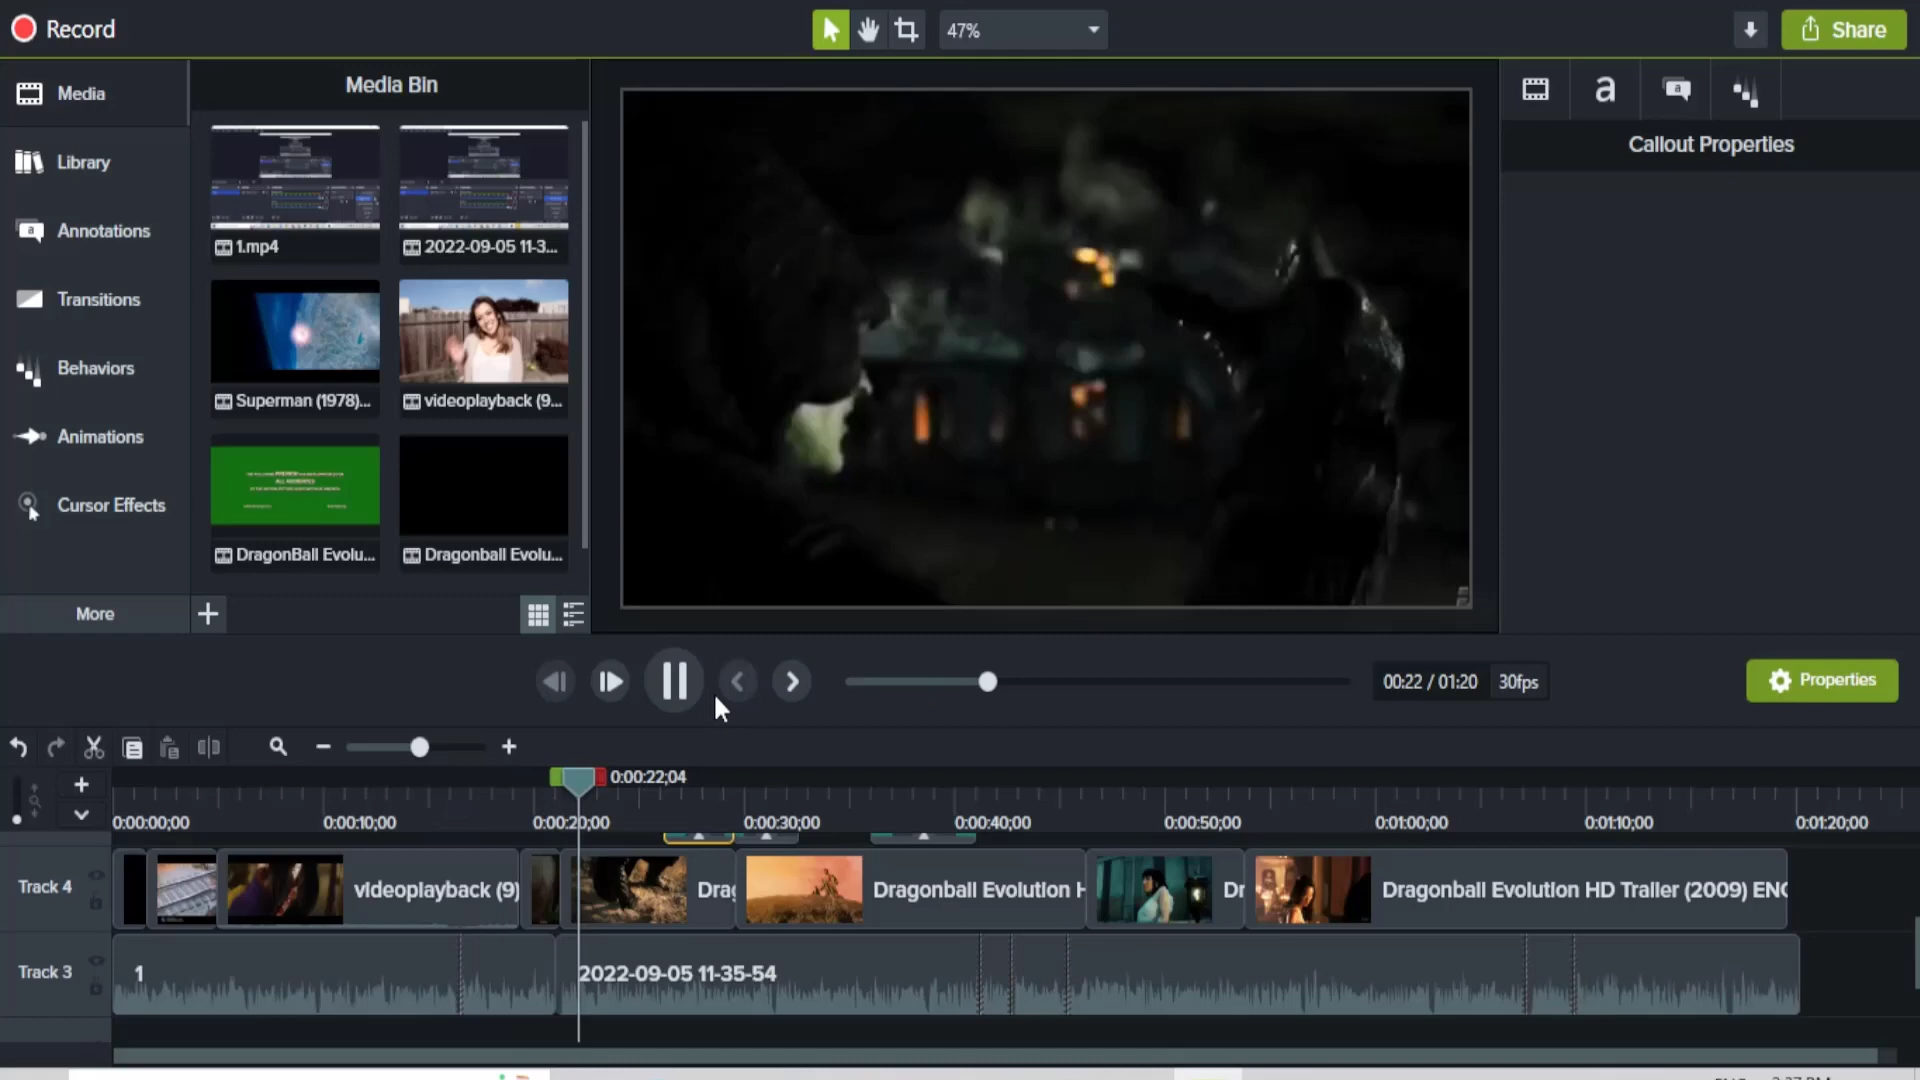 Record
47%
Share
Media
Library
Annotations
Transitions
Behaviors
Animations
Cursor Effects
More
Media Bin
1.mp4
2022-09-05 11-3...
Superman (1978)...
videoplayback (9...
DragonBall Evolu...
Dragonball Evolu...
a
a
Callout Properties
00:22 / 01:20
30fps
Properties
0:00:22;04
0:00:00;00
0:00:10;00
0:00:20;00
0:00:30;00
0:00:40;00
0:00:50;00
0:01:00;00
0:01:10;00
0:01:20;00
Track 4
videoplayback (9)
Drag
Dragonball Evolution H
Dr
Dragonball Evolution HD Trailer (2009) ENG
Track 3
1
2022-09-05 11-35-54